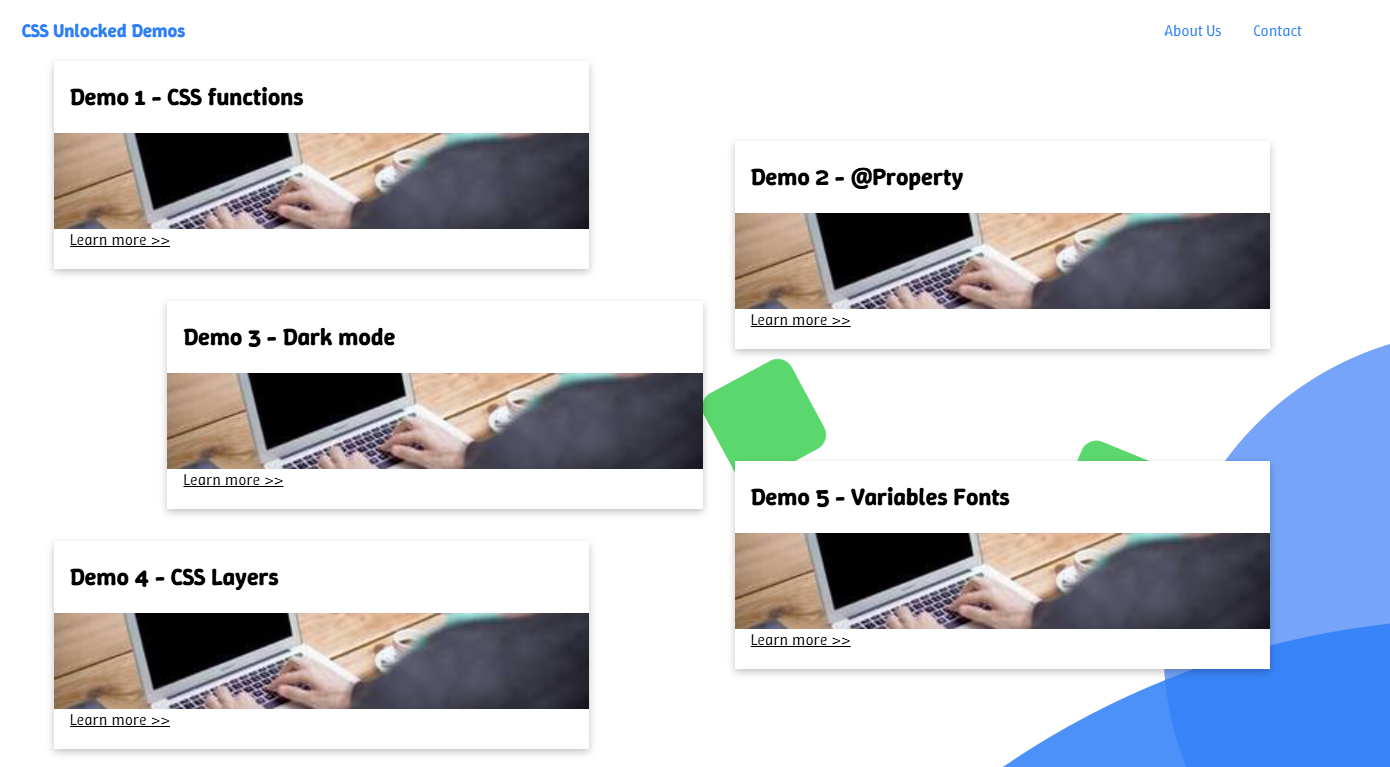 CSS Unlocked Demos
About Us
Contact
Demo 1 - CSS functions
Learn more >>
Demo 2 - @Property
Learn more >>
Demo 3 - Dark mode
Learn more >>
Demo 4 - CSS Layers
Learn more >>
Demo 5 - Variables Fonts
Learn more >>